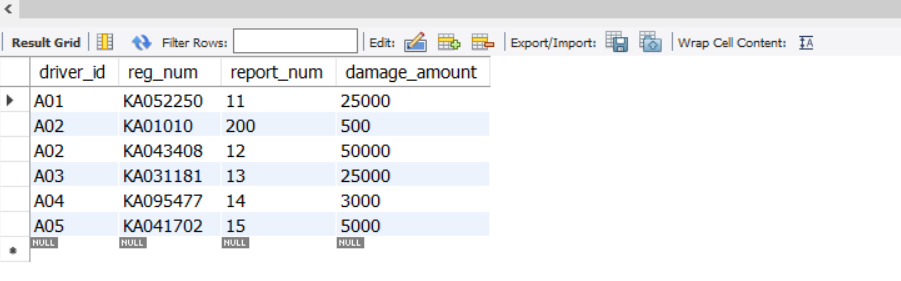 Result Grid Filter Rows: Edit: Export/Import: Wrap Cell Content: IA
driver_id reg_num report_num damage_amount
A01 KA052250 11 25000
A02 KA01010 200 500
A02 KA043408 12 50000
A03 KA031181 13 25000
A04 KA095477 14 3000
A05 KA041702 15 5000
NULL NULL NULL NULL